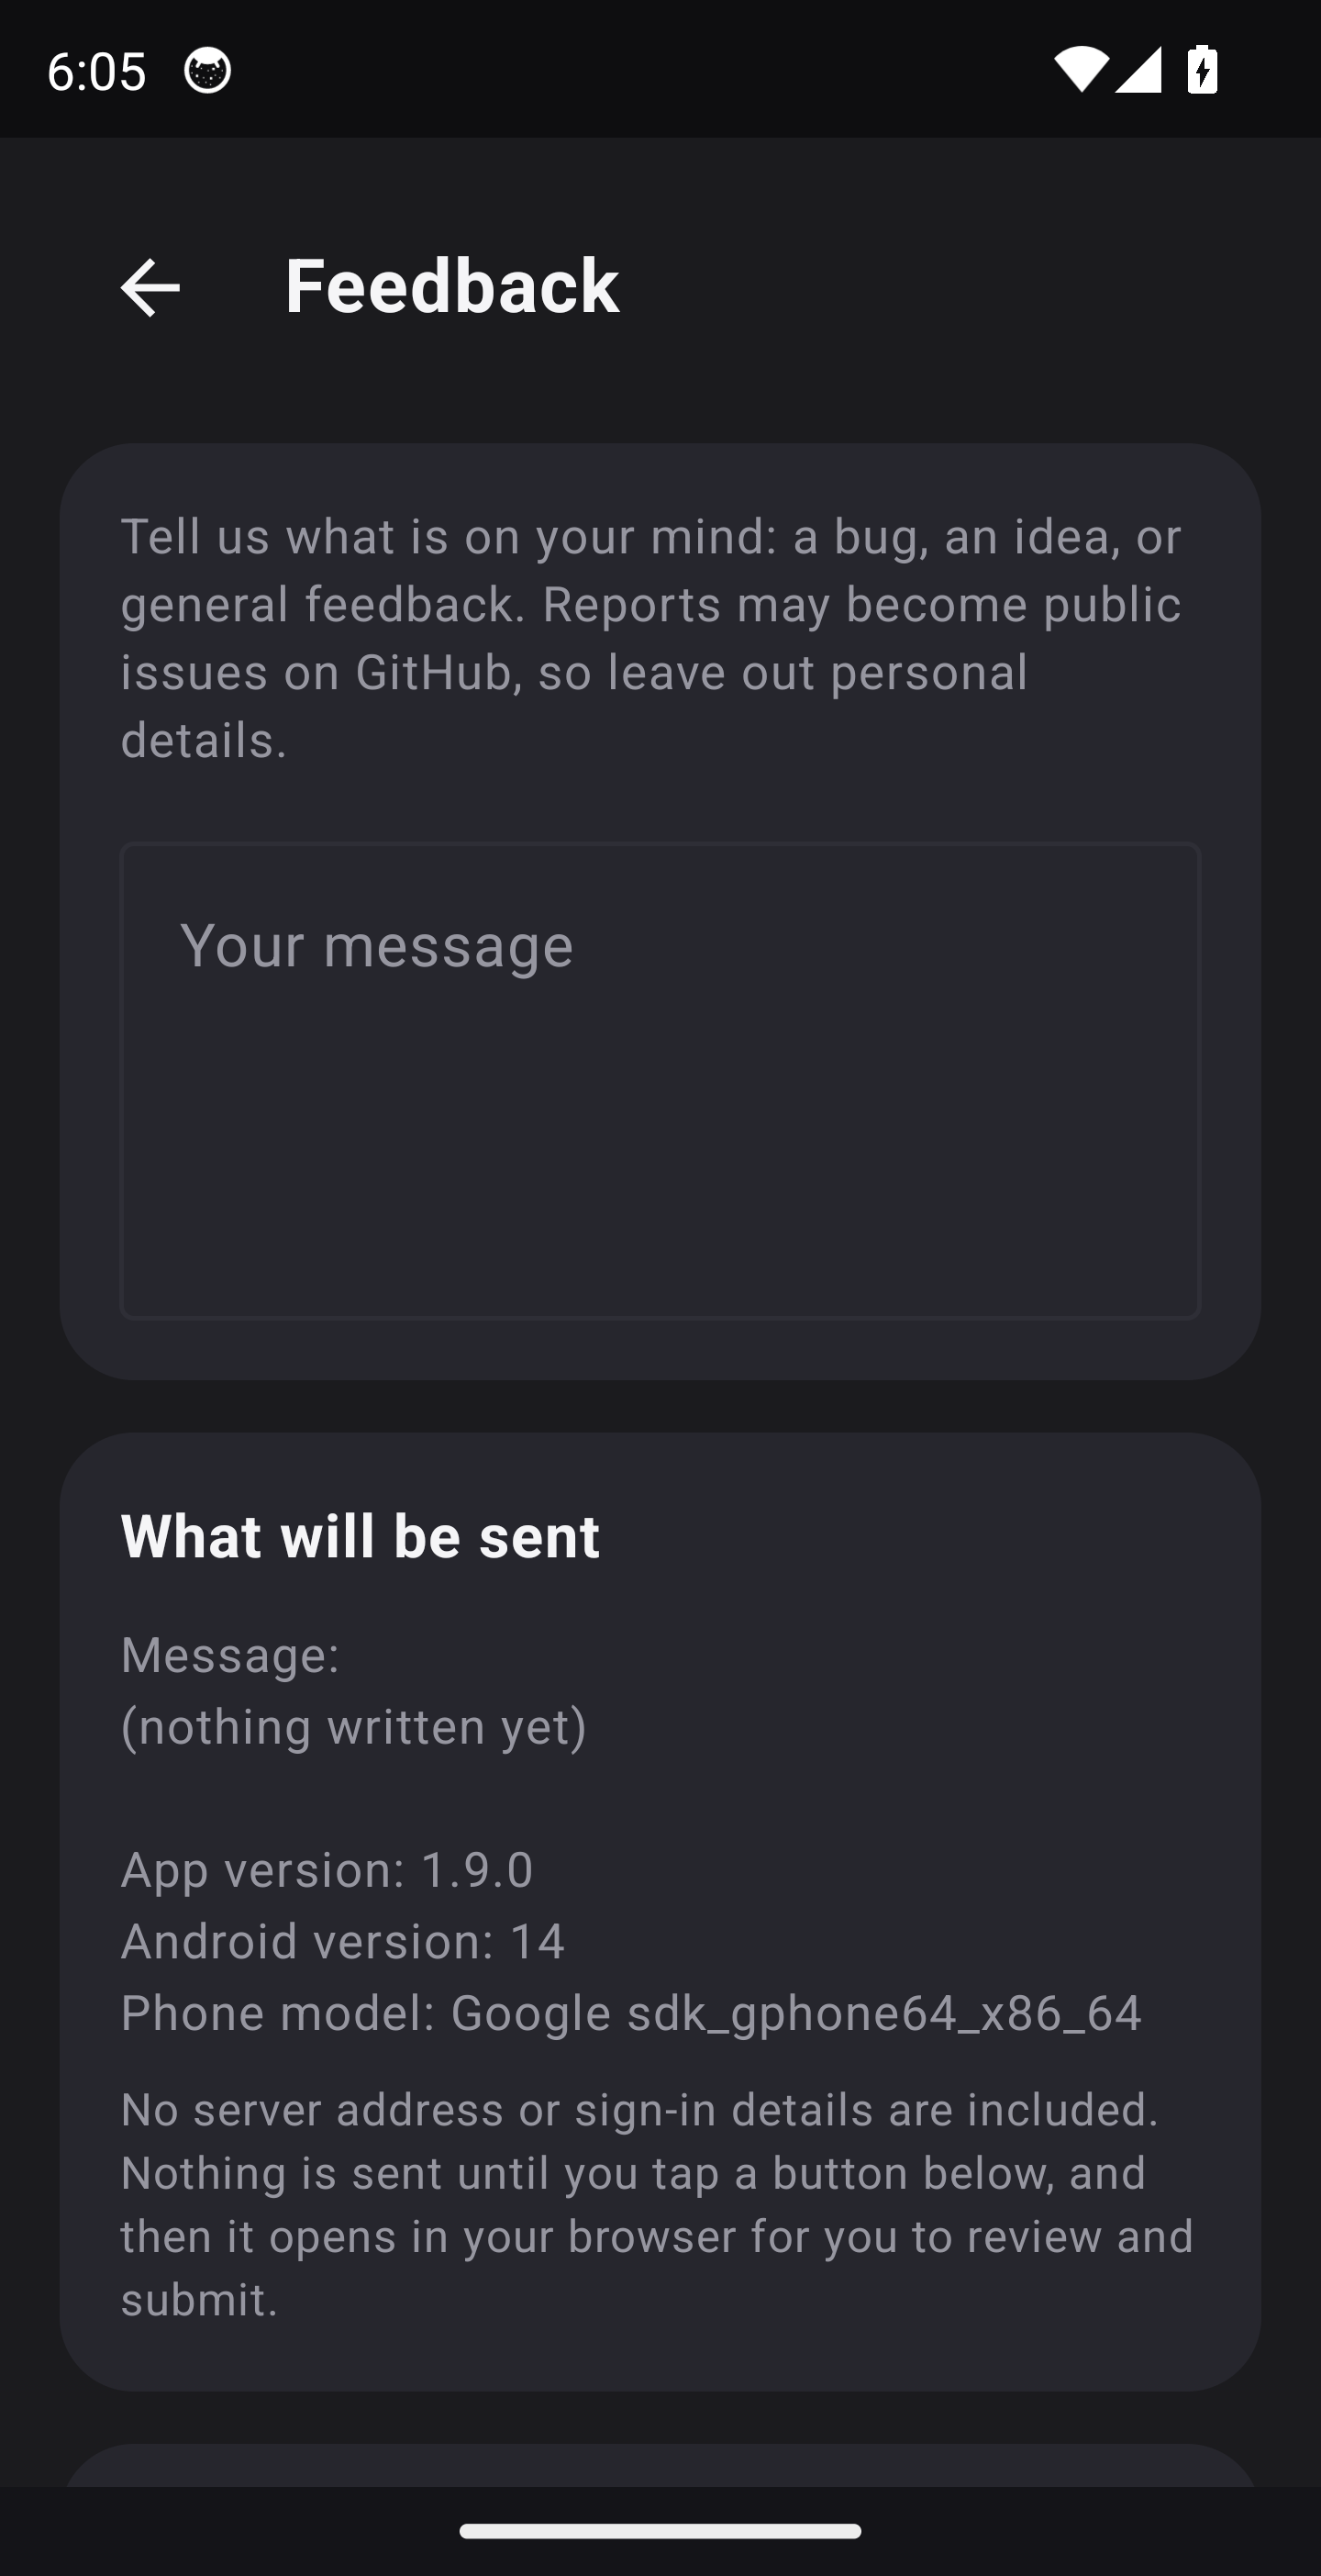 6:05
Feedback
Tell us what is on your mind: a bug, an idea, or
general feedback. Reports may become public
issues on GitHub, so leave out personal
details.
Your message
What will be sent
Message:
(nothing written yet)
App version: 1.9.0
Android version: 14
Phone model: Google sdk_gphone64_x86_64
No server address or sign-in details are included.
Nothing is sent until you tap a button below, and
then it opens in your browser for you to review and
submit.